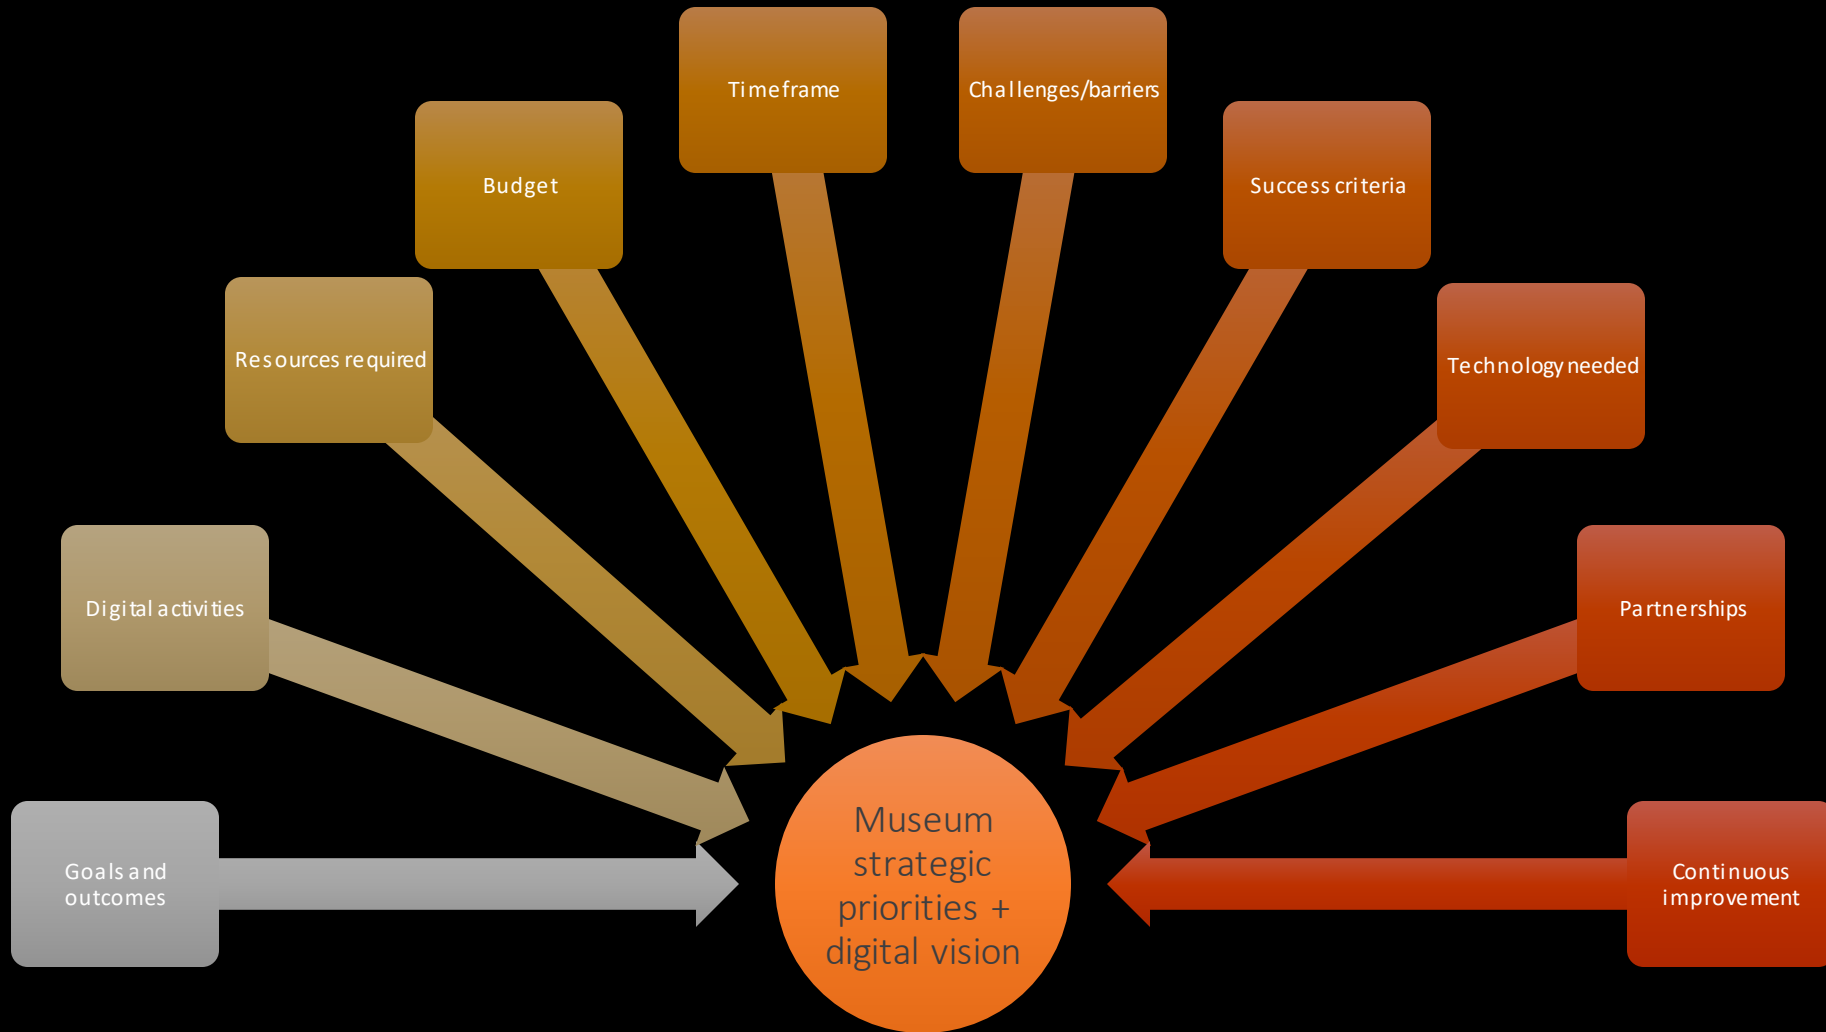 Timeframe
Challenges/barriers
Budget
Success criteria
Resources required
Technology needed
Digital activities
Partnerships
Goals and
outcomes
Museum
strategic
priorities +
digital vision
Continuous
improvement